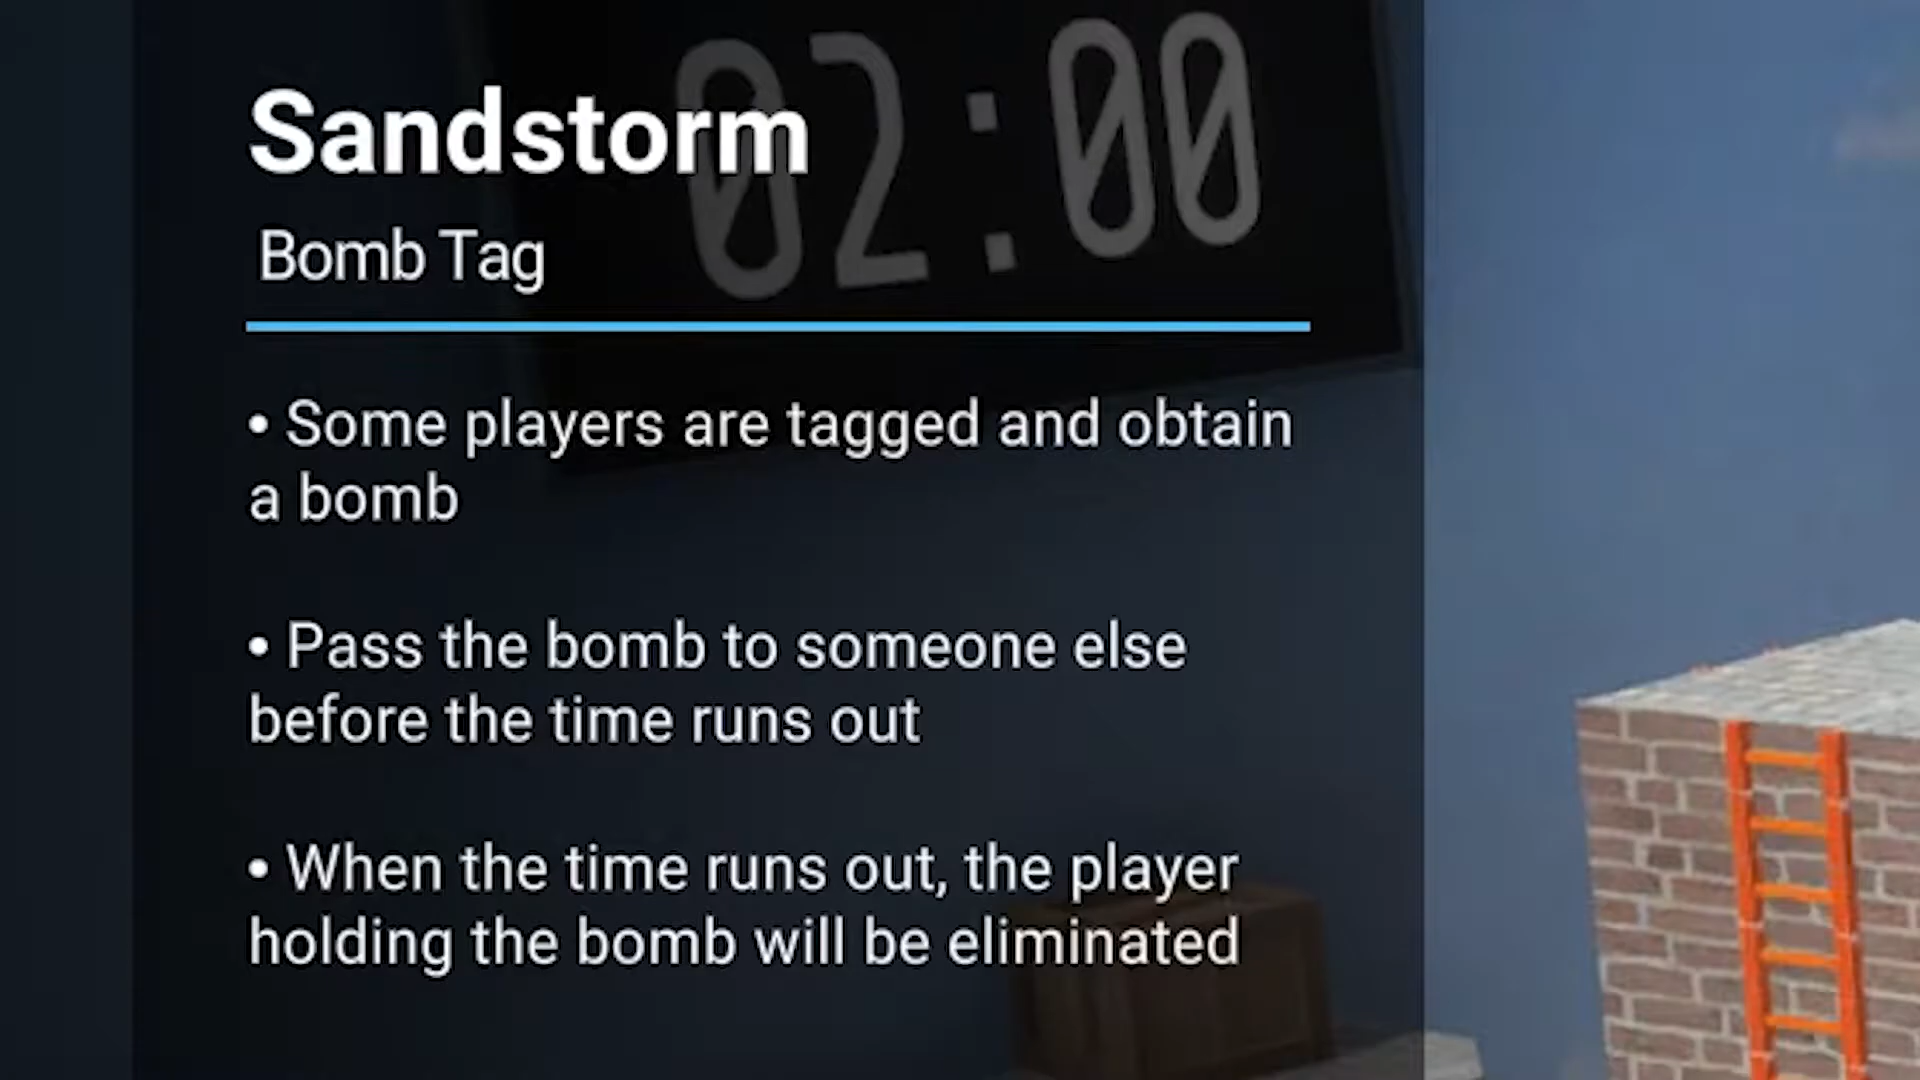 02:00
Sandstorm
Bomb Tag
• Some players are tagged and obtain
a bomb
• Pass the bomb to someone else
before the time runs out
• When the time runs out, the player
holding the bomb will be eliminated